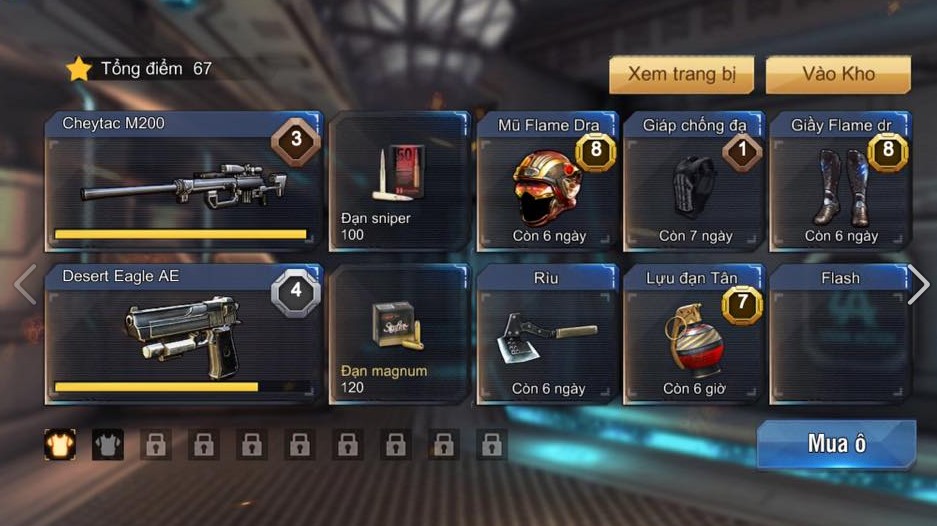 Tổng điểm 67
Xem trang bị
Vào Kho
Cheytac M200
3
Đạn sniper
100
Mũ Flame Dra
8
Còn 6 ngày
Giáp chống đạ
1
Còn 7 ngày
Giầy Flame dr
8
Còn 6 ngày
Desert Eagle AE
4
Đạn magnum
120
Rìu
Còn 6 ngày
Lựu đạn Tân
7
Còn 6 giờ
Flash
Mua ô